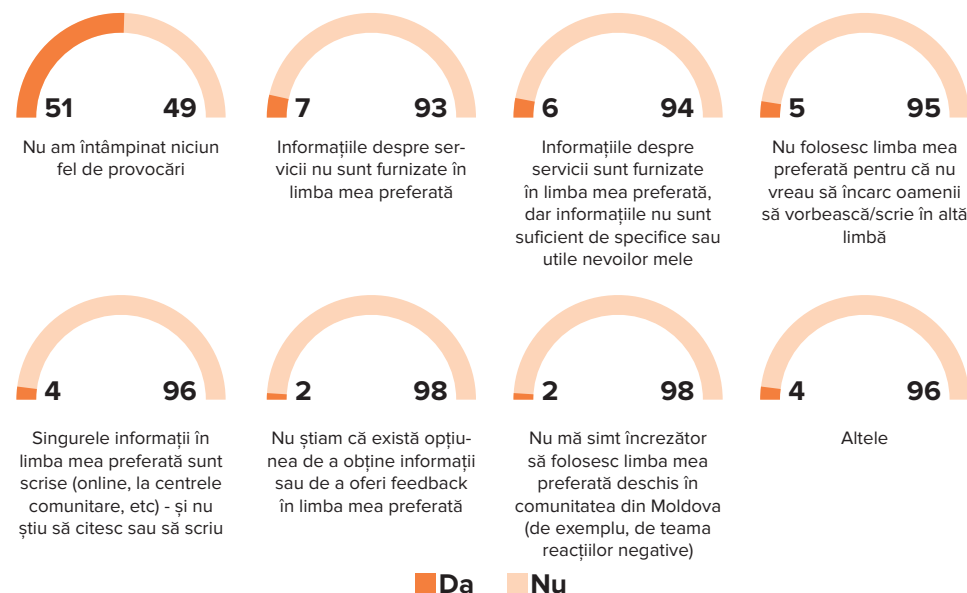 51 49
Nu am întâmpinat niciun
fel de provocări
7 93
Informațiile despre ser-
vicii nu sunt furnizate în
limba mea preferată
6 94
Informațiile despre
servicii sunt furnizate
în limba mea preferată,
dar informațiile nu sunt
suficient de specifice sau
utile nevoilor mele
5 95
Nu folosesc limba mea
preferată pentru că nu
vreau să încarc oamenii
să vorbească/scrie în altă
limbă
4 96
Singurele informații în
limba mea preferată sunt
scrise (online, la centrele
comunitare, etc) - și nu
știu să citesc sau să scriu
2 98
Nu știam că există opțiu-
nea de a obține informații
sau de a oferi feedback
în limba mea preferată
2 98
Nu mă simt încrezător
să folosesc limba mea
preferată deschis în
comunitatea din Moldova
(de exemplu, de teama
reacțiilor negative)
4 96
Altele
Da Nu